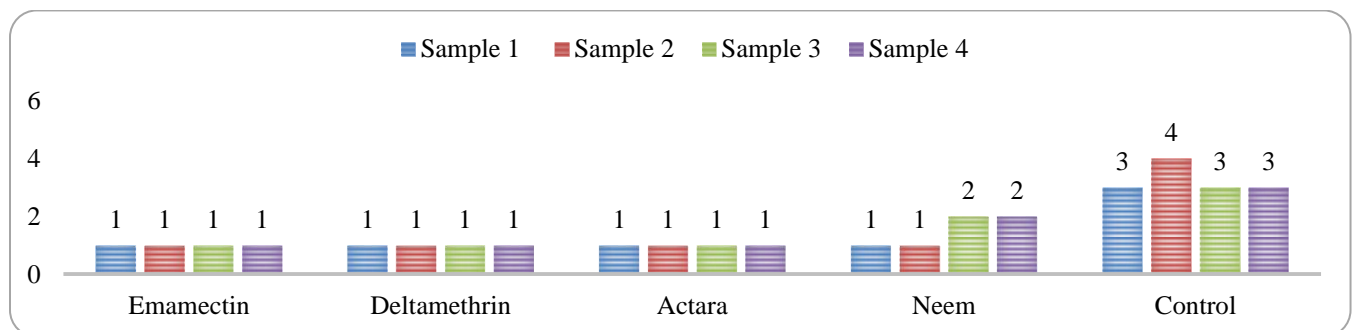 Sample 1 Sample 2 Sample 3 Sample 4
6
4
2
0
1 1 1 1
1 1 1 1
1 1 1 1
1 1 2 2
3 4 3 3
Emamectin Deltamethrin Actara Neem Control